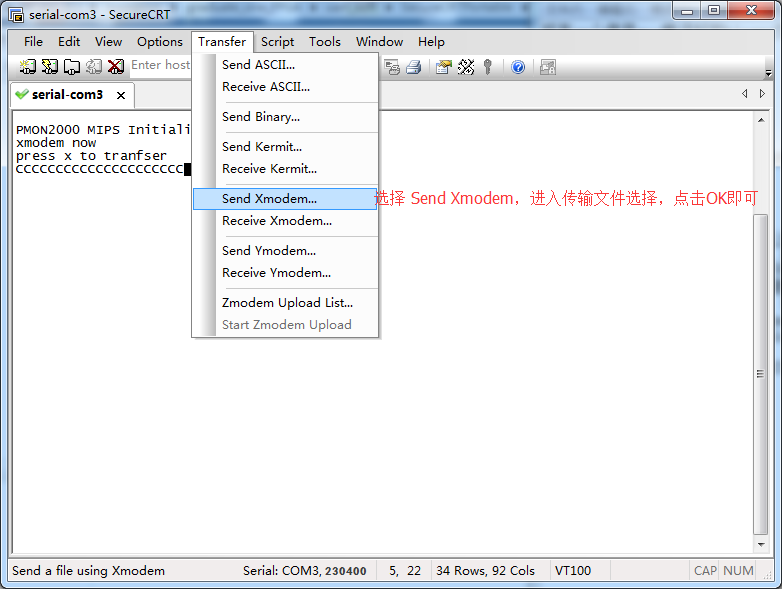 serial-com3 - SecureCRT
File Edit View Options Transfer Script Tools Window Help
Enter host
serial-com3
Send ASCII...
Receive ASCII...
Send Binary...
Send Kermit...
Receive Kermit...
Send Xmodem...
Receive Xmodem...
Send Ymodem...
Receive Ymodem...
Zmodem Upload List...
Start Zmodem Upload
PMON2000 MIPS Initiali
xmodem now
press x to tranfser
CCCCCCCCCCCCCCCCCCCCC
选择 Send Xmodem，进入传输文件选择，点击OK即可
Send a file using Xmodem Serial: COM3, 230400 5, 22 34 Rows, 92 Cols VT100 CAP NUM